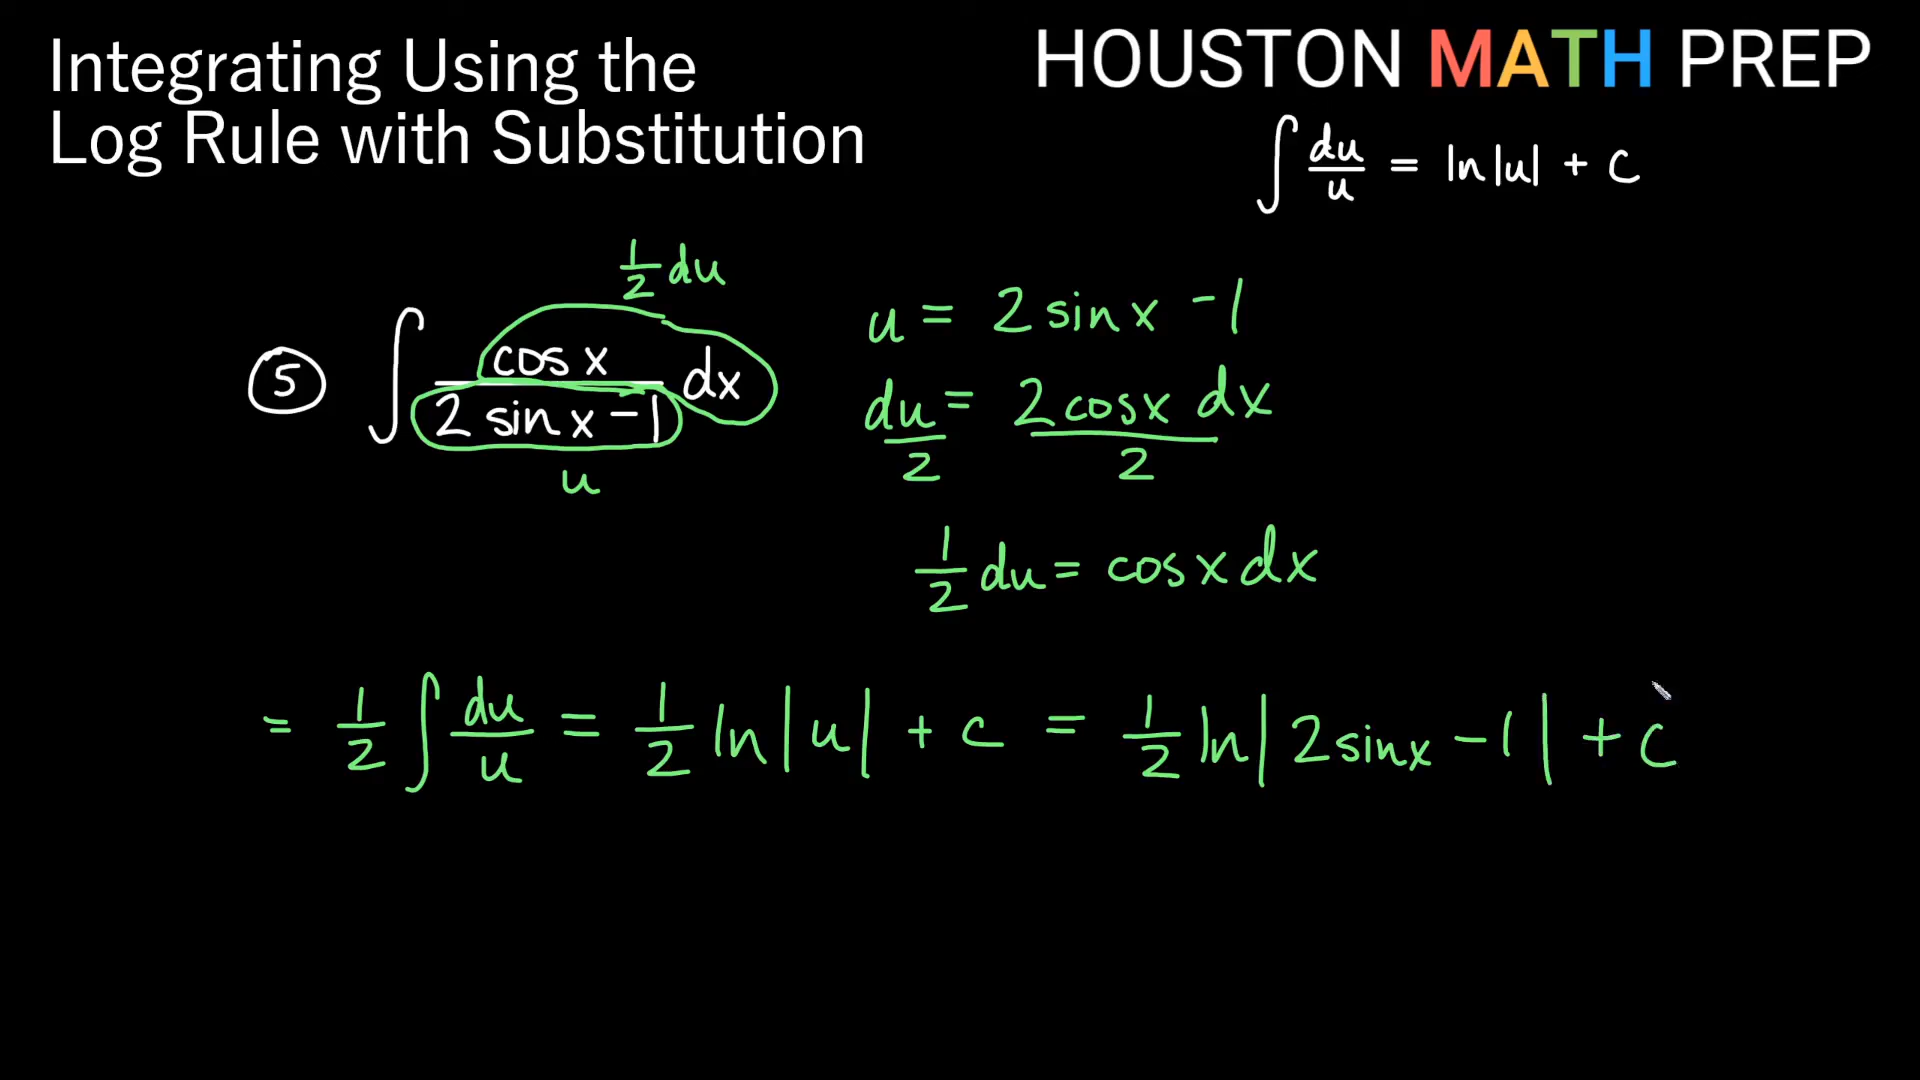 Integrating Using the
Log Rule with Substitution
HOUSTON MATH PREP
∫ du/u = ln|u| + c
1/2 du
⑤ ∫ cos x / 2 sin x − 1 dx
u
u = 2 sin x − 1
du/2 = 2 cos x dx / 2
1/2 du = cos x dx
= 1/2 ∫ du/u = 1/2 ln|u| + c = 1/2 ln|2 sin x − 1| + c